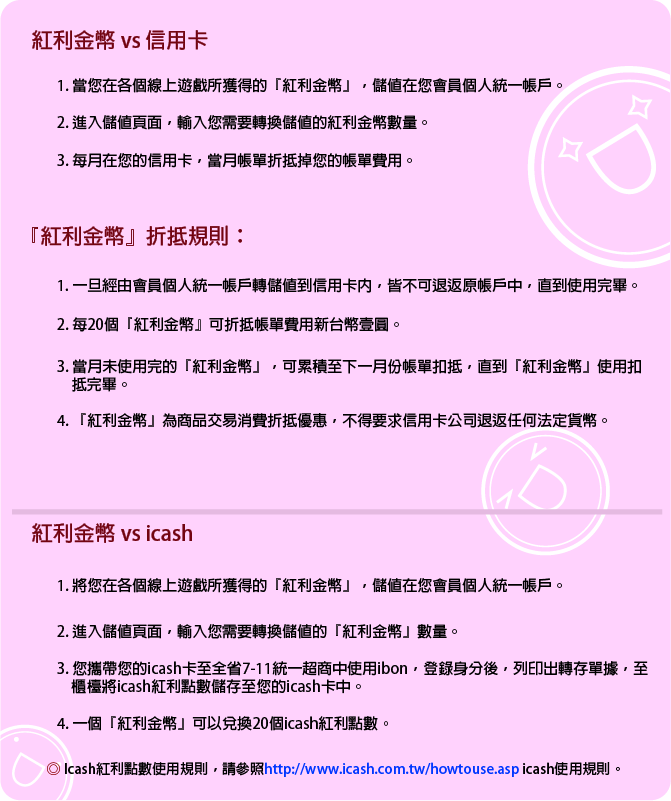 紅利金幣 vs 信用卡
1. 當您在各個線上遊戲所獲得的「紅利金幣」，儲值在您會員個人統一帳戶。
2. 進入儲值頁面，輸入您需要轉換儲值的紅利金幣數量。
3. 每月在您的信用卡，當月帳單折抵掉您的帳單費用。
『紅利金幣』折抵規則：
1. 一旦經由會員個人統一帳戶轉儲值到信用卡內，皆不可退返原帳戶中，直到使用完畢。
2. 每20個「紅利金幣』可折抵帳單費用新台幣壹圓。
3. 當月未使用完的「紅利金幣」，可累積至下一月份帳單扣抵，直到「紅利金幣」使用扣
抵完畢。
4. 「紅利金幣」為商品交易消費折抵優惠，不得要求信用卡公司退返任何法定貨幣。
紅利金幣 vs icash
1. 將您在各個線上遊戲所獲得的「紅利金幣」，儲值在您會員個人統一帳戶。
2. 進入儲值頁面，輸入您需要轉換儲值的「紅利金幣」數量。
3. 您攜帶您的icash卡至全省7-11統一超商中使用ibon，登錄身分後，列印出轉存單據，至
櫃檯將icash紅利點數儲存至您的icash卡中。
4. 一個「紅利金幣」可以兌換20個icash紅利點數。
◎ Icash紅利點數使用規則，請參照http://www.icash.com.tw/howtouse.asp icash使用規則。